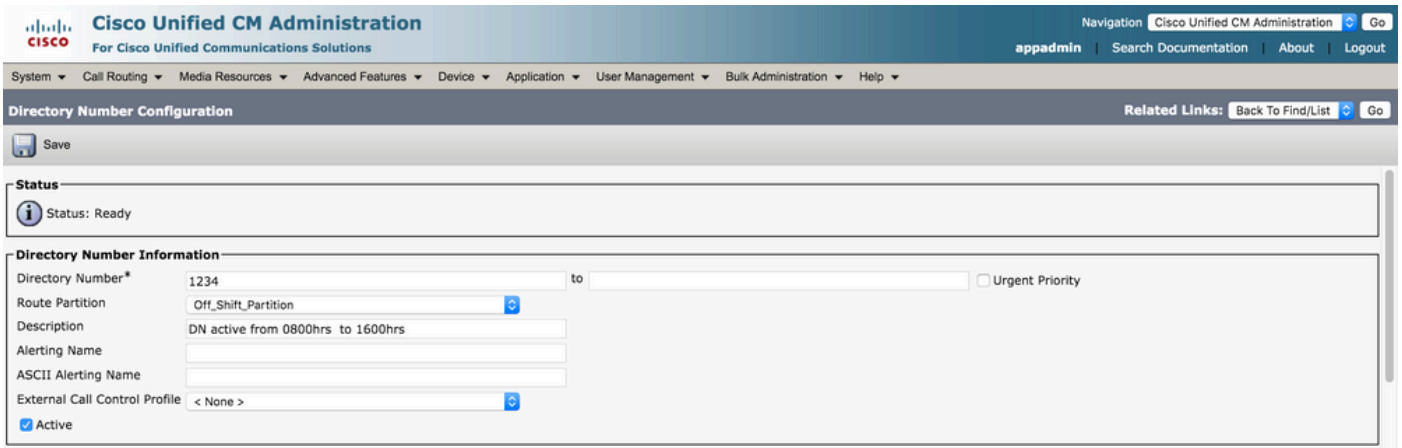 Cisco Unified CM Administration
Navigation Cisco Unified CM Administration Go
CISCO For Cisco Unified Communications Solutions
appadmin | Search Documentation | About | Logout
System Call Routing Media Resources Advanced Features Device Application User Management Bulk Administration Help
Directory Number Configuration Related Links: Back To Find/List Go
Save
Status
Status: Ready
Directory Number Information
Directory Number* 1234 to Urgent Priority
Route Partition Off_Shift_Partition
Description DN active from 0800hrs to 1600hrs
Alerting Name
ASCII Alerting Name
External Call Control Profile < None >
Active